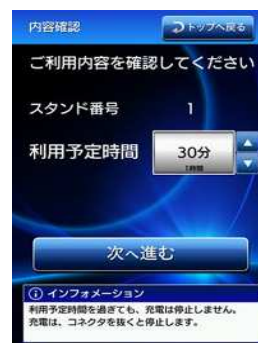 内容確認
トップへ戻る
ご利用内容を確認してください
スタンド番号 1
利用予定時間 30分
1時間
次へ進む
インフォメーション
利用予定時間を過ぎても、充電は停止しません。
充電は、コネクタを抜くと停止します。